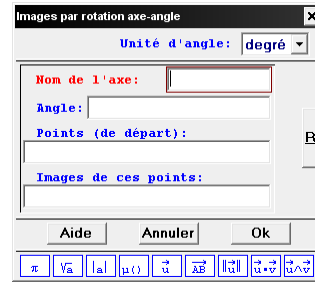 Images par rotation axe-angle
Unité d'angle: degré
Nom de l'axe:
Angle:
Points (de départ):
R
Images de ces points:
Aide Annuler Ok
π √a |a| μ() u⃗ AB⃗ ‖u⃗‖ u⃗•v⃗ u⃗∧v⃗